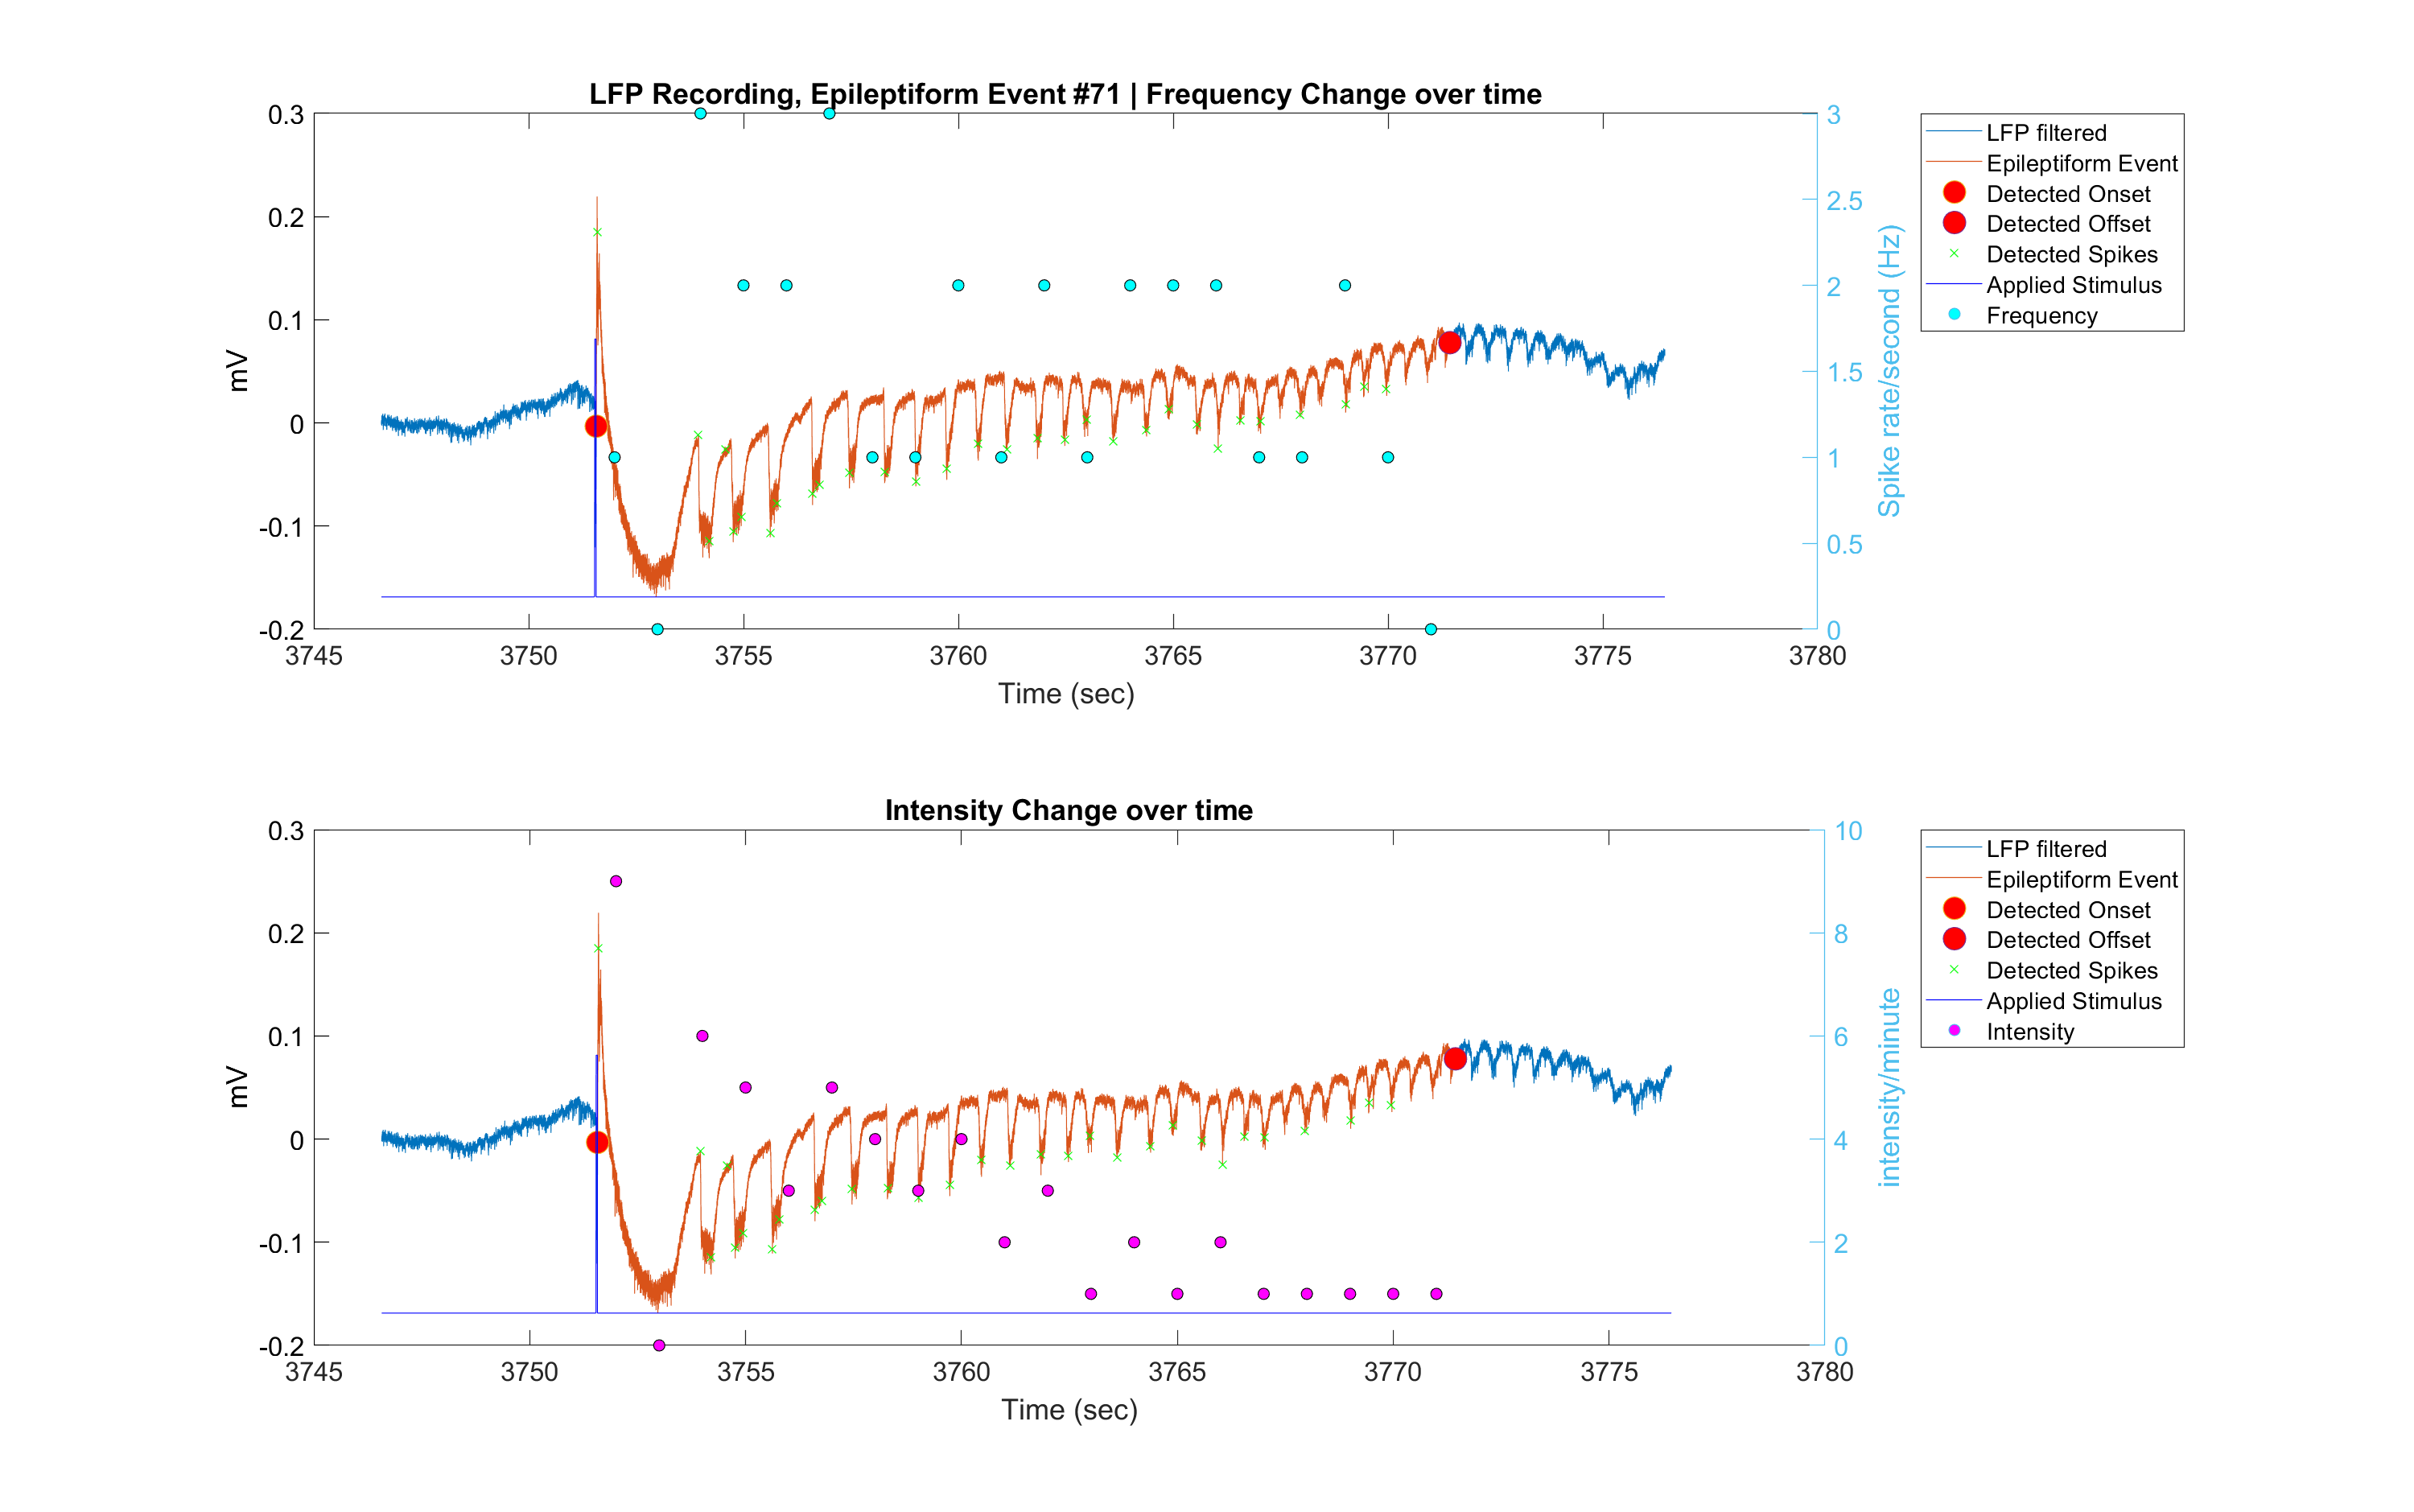 LFP Recording, Epileptiform Event #71 | Frequency Change over time
0.3
0.2
0.1
0
-0.1
-0.2
mV
3745 3750 3755 3760 3765 3770 3775 3780
Time (sec)
3
2.5
2
1.5
1
0.5
0
Spike rate/second (Hz)
LFP filtered
Epileptiform Event
Detected Onset
Detected Offset
Detected Spikes
Applied Stimulus
Frequency
Intensity Change over time
0.3
0.2
0.1
0
-0.1
-0.2
mV
3745 3750 3755 3760 3765 3770 3775 3780
Time (sec)
10
8
6
4
2
0
intensity/minute
LFP filtered
Epileptiform Event
Detected Onset
Detected Offset
Detected Spikes
Applied Stimulus
Intensity